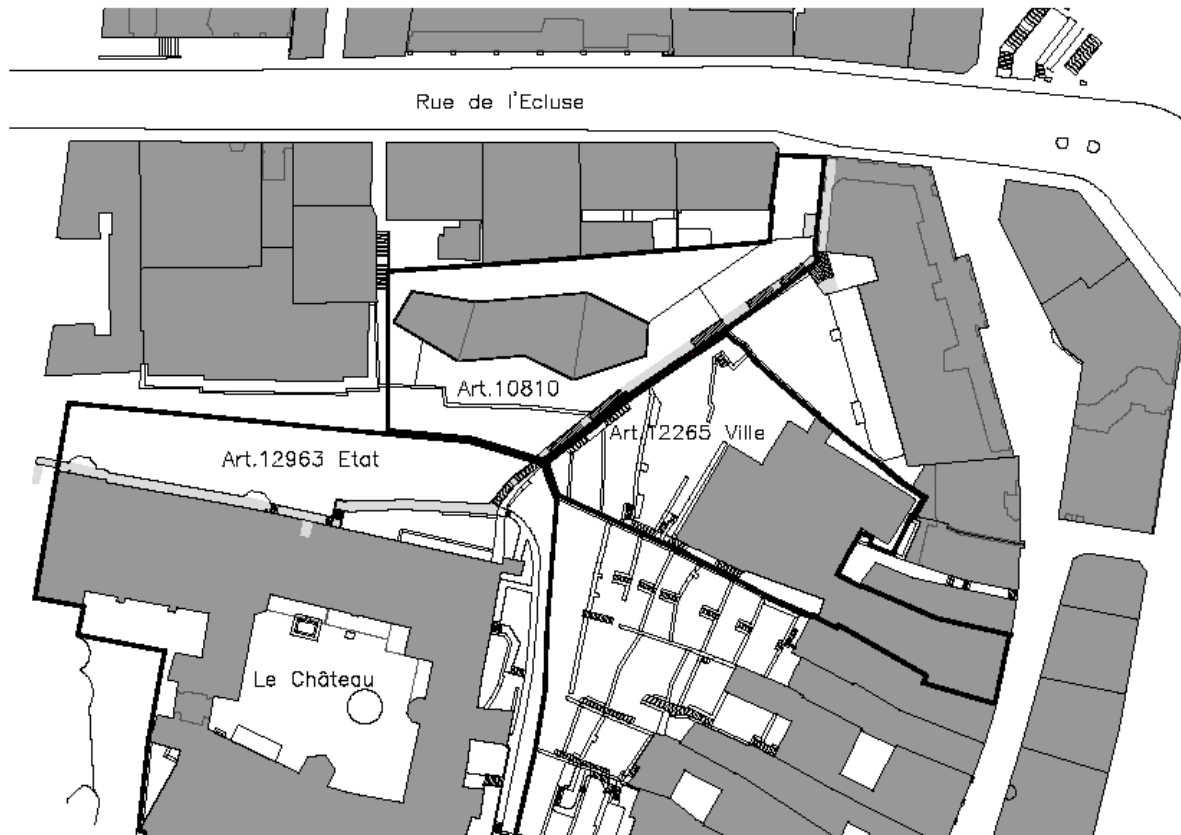 Rue de l'Ecluse
Art.10810
Art.12265 Ville
Art.12963 Etat
Le Château